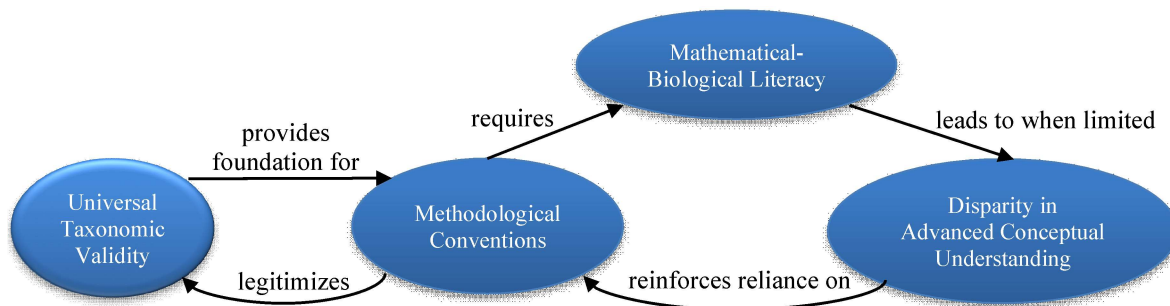 Mathematical-
Biological Literacy
requires
leads to when limited
provides
foundation for
Universal
Taxonomic
Validity
Methodological
Conventions
Disparity in
Advanced Conceptual
Understanding
legitimizes
reinforces reliance on